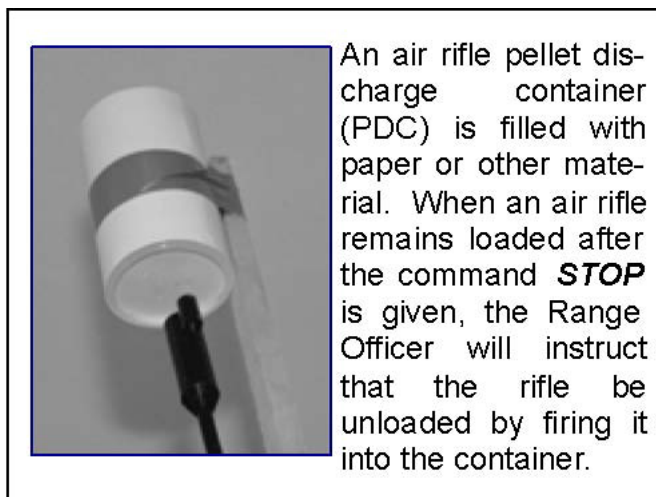 An air rifle pellet dis-
charge container
(PDC) is filled with
paper or other mate-
rial. When an air rifle
remains loaded after
the command STOP
is given, the Range
Officer will instruct
that the rifle be
unloaded by firing it
into the container.